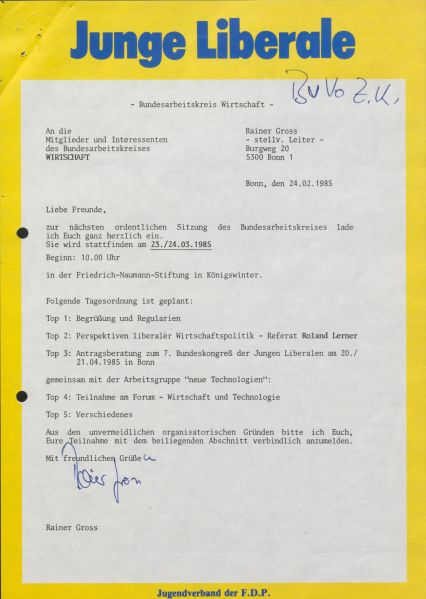 Junge Liberale
BuVo Z.K.
- Bundesarbeitskreis Wirtschaft -
An die
Mitglieder und Interessenten
des Bundesarbeitskreises
WIRTSCHAFT
Rainer Gross
- stellv. Leiter -
Burgweg 20
5300 Bonn 1
Bonn, den 24.02.1985
Liebe Freunde,
zur nächsten ordentlichen Sitzung des Bundesarbeitskreises lade
ich Euch ganz herzlich ein.
Sie wird stattfinden am 23./24.03.1985
Beginn: 10.00 Uhr
in der Friedrich-Naumann-Stiftung in Königswinter.
Folgende Tagesordnung ist geplant:
Top 1: Begrüßung und Regularien
Top 2: Perspektiven liberaler Wirtschaftspolitik - Referat Roland Lerner
Top 3: Antragsberatung zum 7. Bundeskongreß der Jungen Liberalen am 20./
21.04.1985 in Bonn
gemeinsam mit der Arbeitsgruppe "neue Technologien":
Top 4: Teilnahme am Forum - Wirtschaft und Technologie
Top 5: Verschiedenes
Aus den unvermeidlichen organisatorischen Gründen bitte ich Euch,
Eure Teilnahme mit dem beiliegenden Abschnitt verbindlich anzumelden.
Mit freundlichen Grüßen
Rainer Gross
Rainer Gross
Jugendverband der F.D.P.